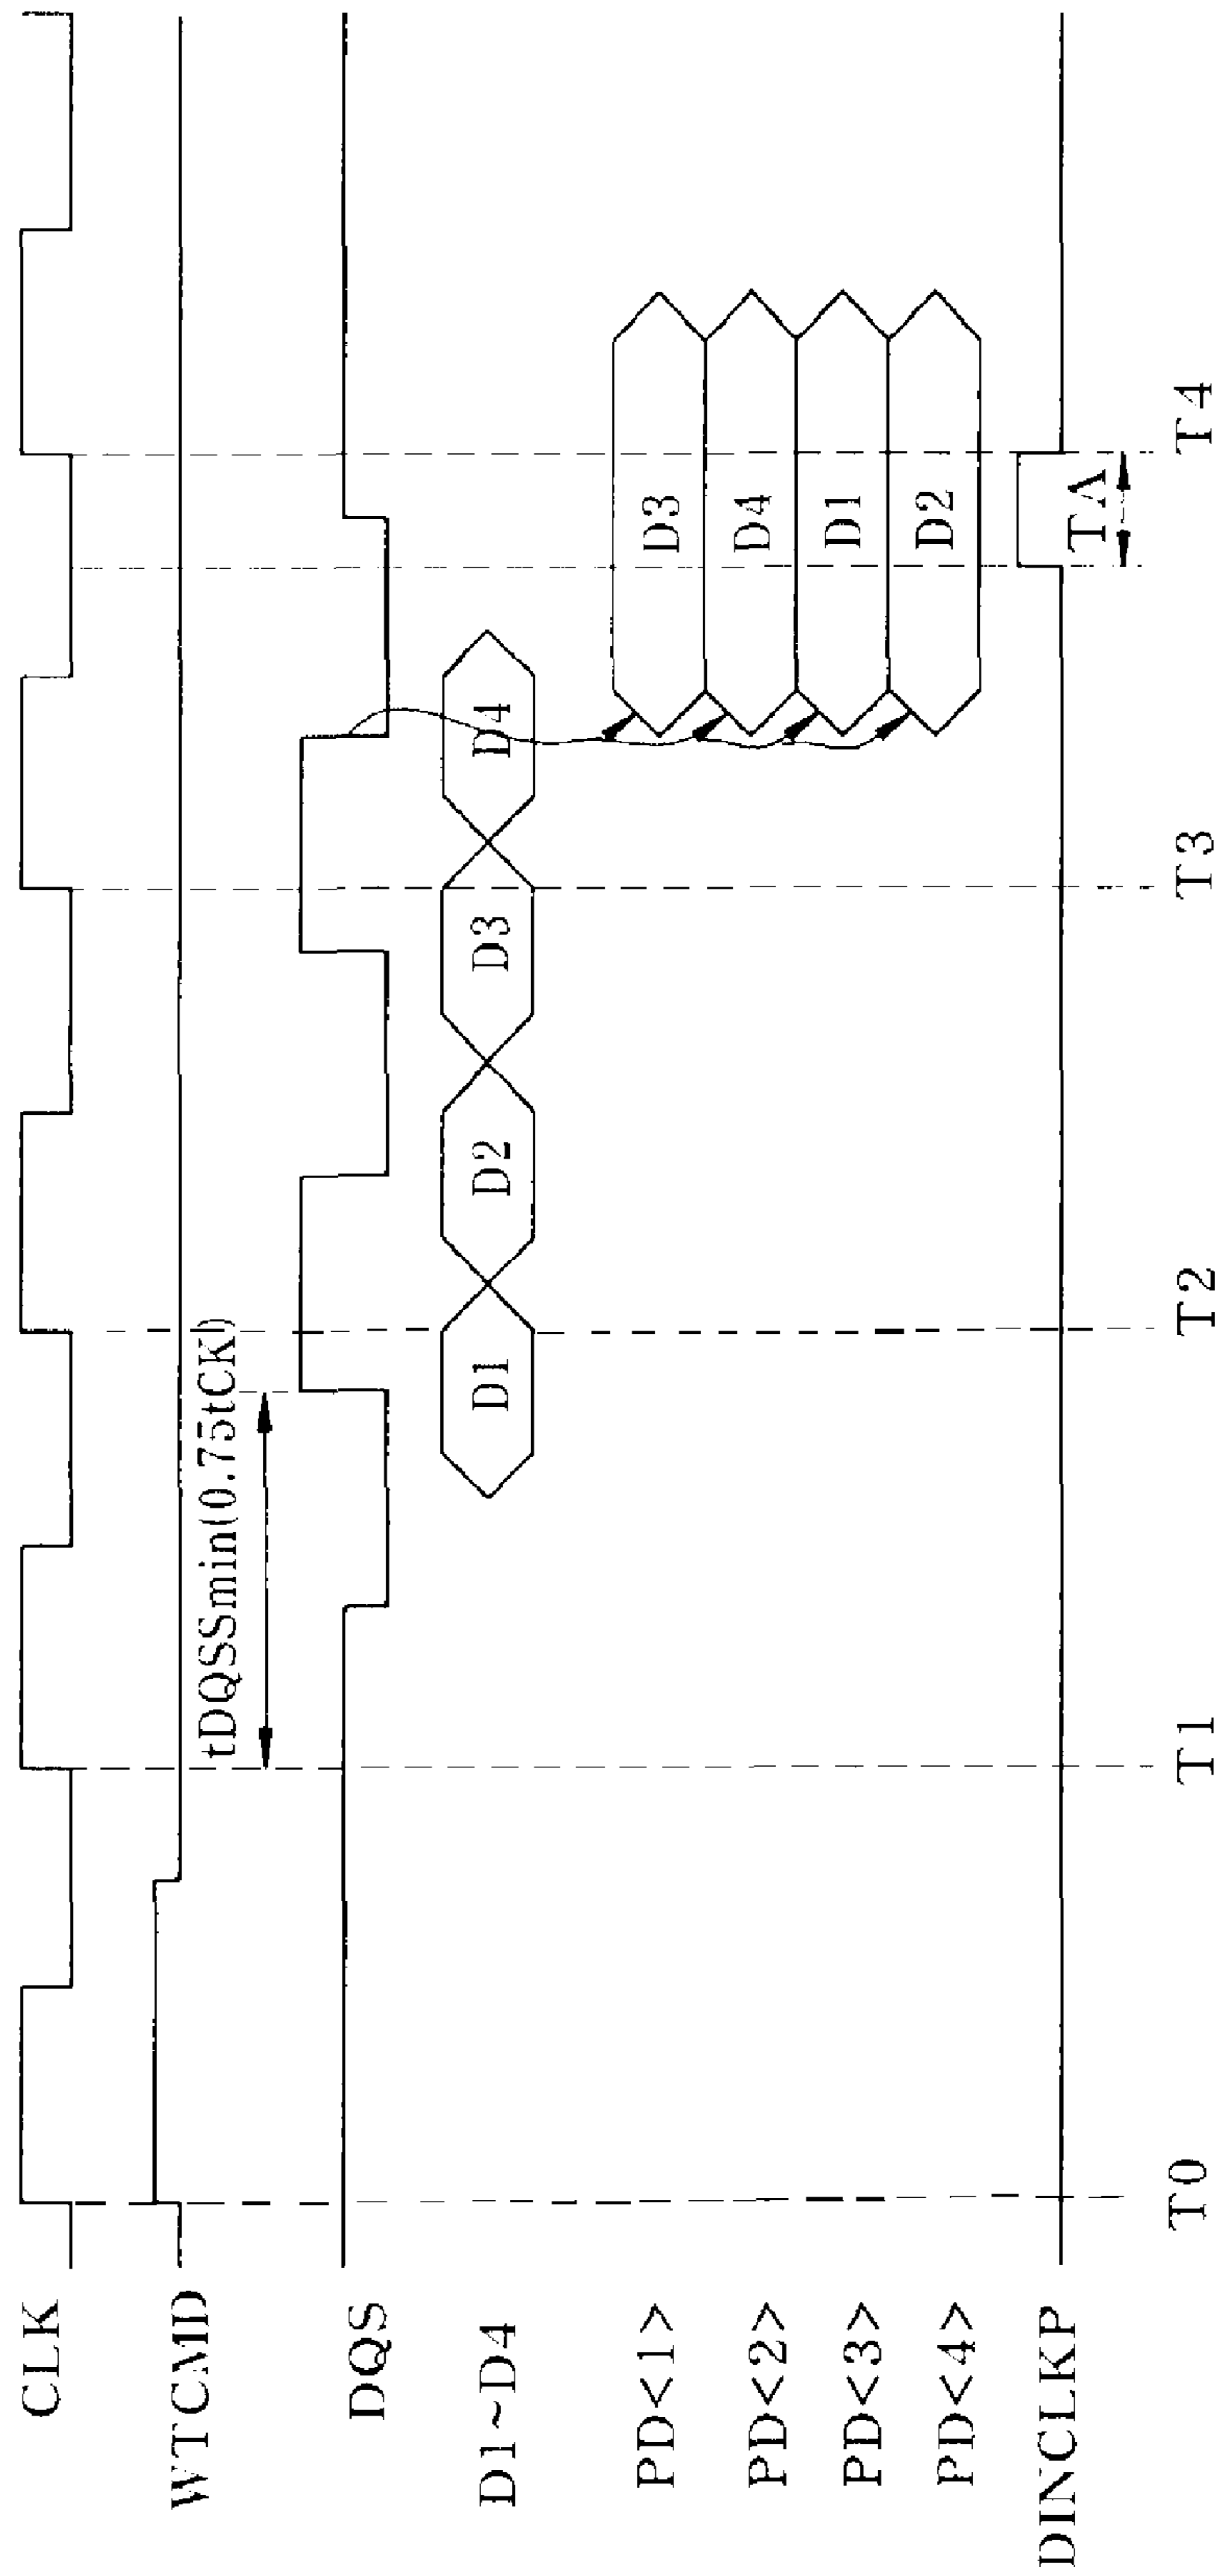 CLK
WTCMD
tDQSSmin(0.75tCK)
DQS
D1~D4
D1
D2
D3
D4
PD<1>
D3
PD<2>
D4
PD<3>
D1
PD<4>
D2
DINCLKP
TA
T0
T1
T2
T3
T4